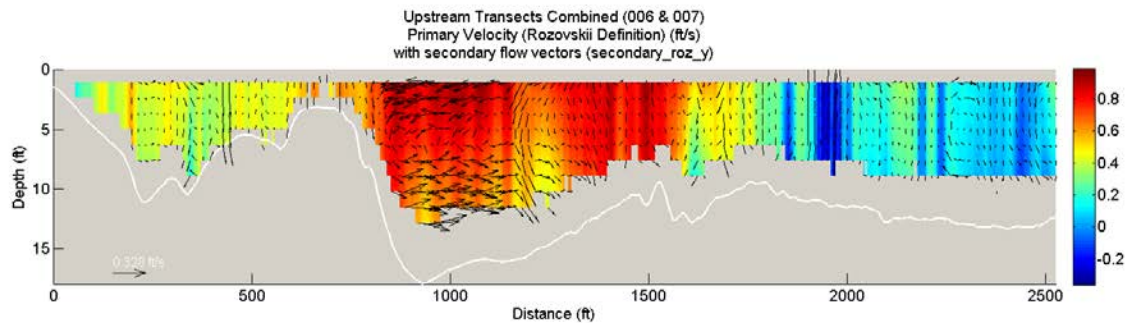 Upstream Transects Combined (006 & 007)
Primary Velocity (Rozovskii Definition) (ft/s)
with secondary flow vectors (secondary_roz_y)
0
5
10
15
Depth (ft)
0.328 ft/s
0 500 1000 1500 2000 2500
Distance (ft)
0.8
0.6
0.4
0.2
0
-0.2